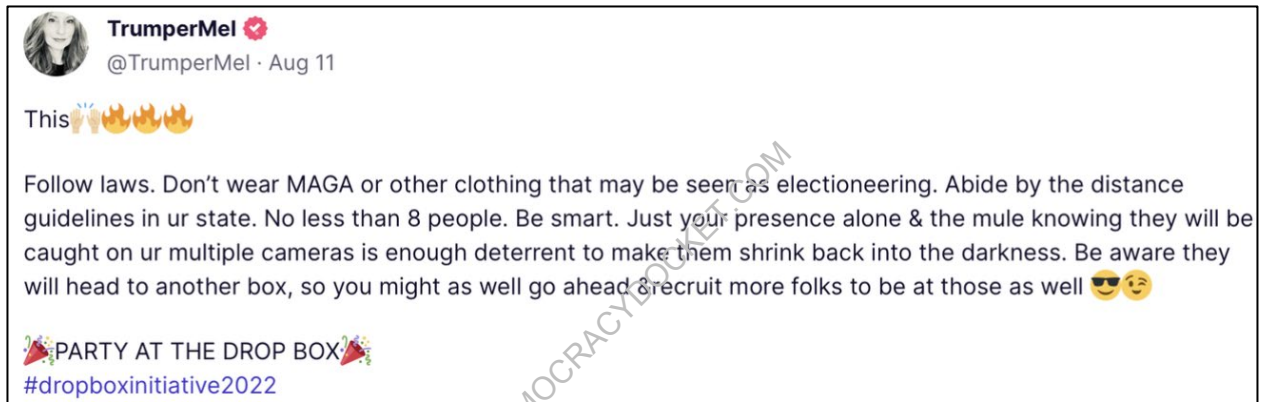 TrumperMel
@TrumperMel · Aug 11
This🙌🏻🔥🔥🔥
Follow laws. Don't wear MAGA or other clothing that may be seen as electioneering. Abide by the distance
guidelines in ur state. No less than 8 people. Be smart. Just your presence alone & the mule knowing they will be
caught on ur multiple cameras is enough deterrent to make them shrink back into the darkness. Be aware they
will head to another box, so you might as well go ahead &recruit more folks to be at those as well 😎😉
🎉PARTY AT THE DROP BOX🎉
#dropboxinitiative2022
MOCRACYDOCKET.COM